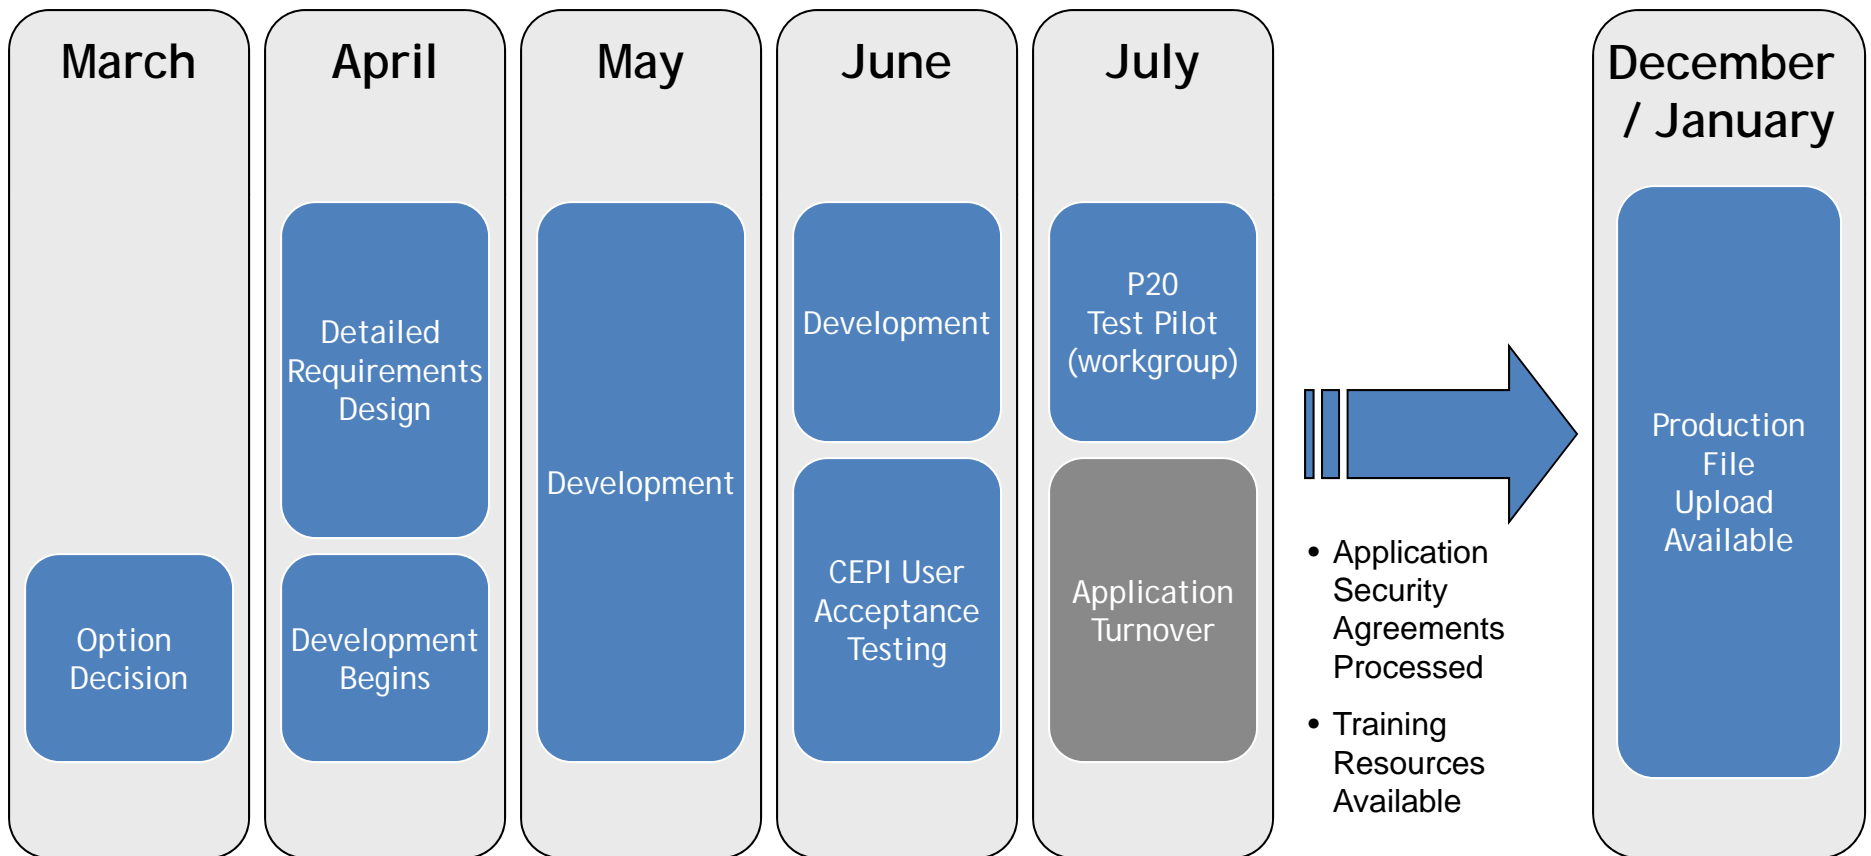 March
Option
Decision
April
Detailed
Requirements
Design
Development
Begins
May
Development
June
Development
CEPI User
Acceptance
Testing
July
P20
Test Pilot
(workgroup)
Application
Turnover
• Application
Security
Agreements
Processed
• Training
Resources
Available
December
/ January
Production
File
Upload
Available